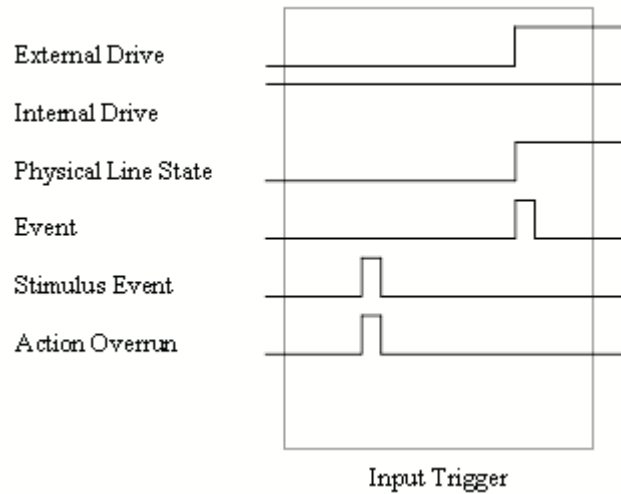 External Drive
Internal Drive
Physical Line State
Event
Stimulus Event
Action Overrun
Input Trigger